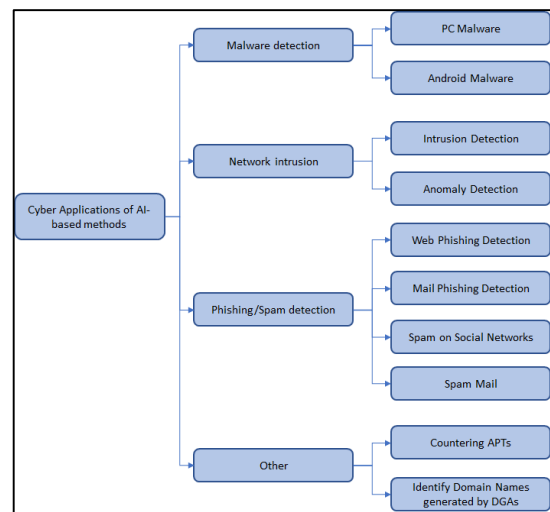 PC Malware
Malware detection
Android Malware
Intrusion Detection
Network intrusion
Anomaly Detection
Cyber Applications of AI-
based methods
Web Phishing Detection
Mail Phishing Detection
Phishing/Spam detection
Spam on Social Networks
Spam Mail
Countering APTs
Other
Identify Domain Names
generated by DGAs